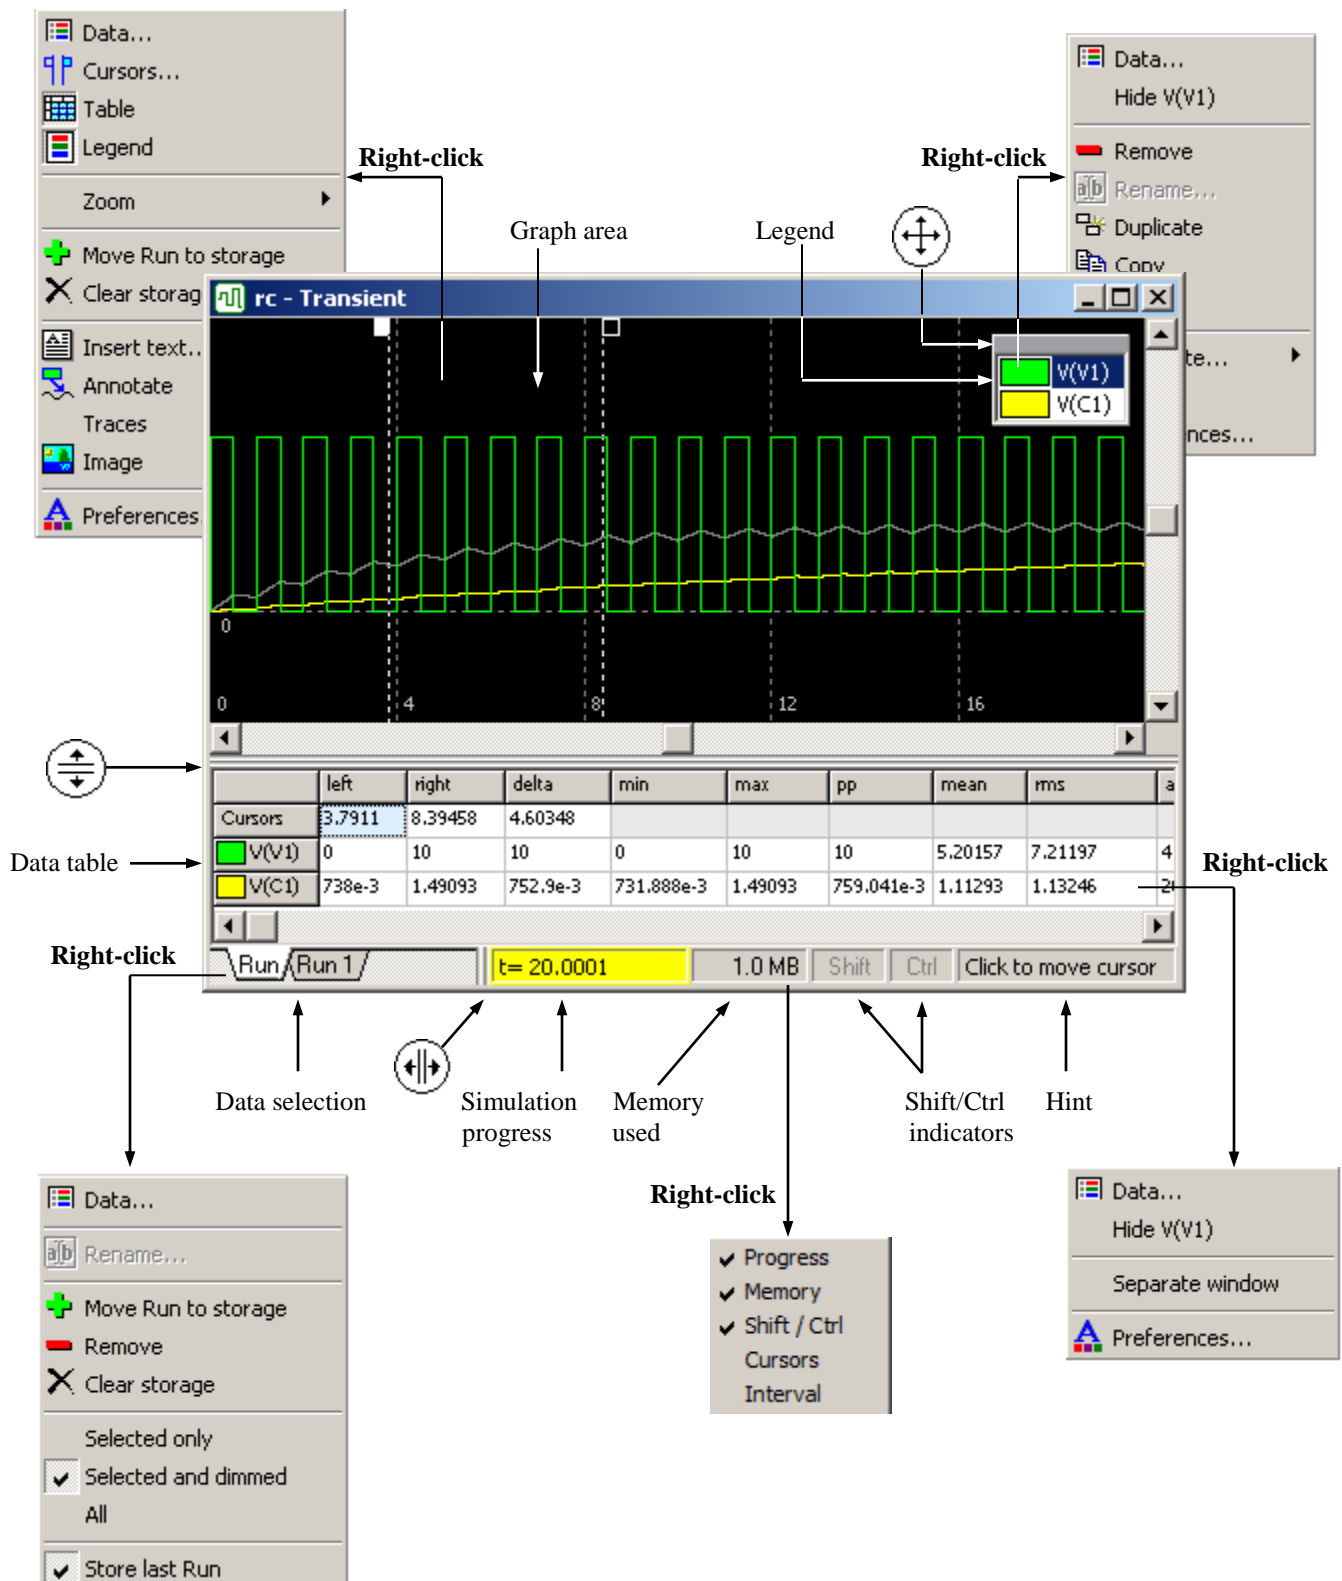 Data...
Cursors...
Table
Legend
Zoom
Move Run to storage
Clear storag
Insert text..
Annotate
Traces
Image
Preferences.
Right-click
Graph area
Legend
Right-click
Data...
Hide V(V1)
Remove
Rename...
Duplicate
Copy
te...
nces...
rc - Transient
V(V1)
V(C1)
0
0 4 8 12 16
left right delta min max pp mean rms a
Cursors 3.7911 8.39458 4.60348
V(V1) 0 10 10 0 10 10 5.20157 7.21197 4
V(C1) 738e-3 1.49093 752.9e-3 731.888e-3 1.49093 759.041e-3 1.11293 1.13246
Data table
Right-click
Right-click
Run Run 1 t= 20.0001 1.0 MB Shift Ctrl Click to move cursor
Data selection
Simulation progress
Memory used
Shift/Ctrl indicators
Hint
Data...
Rename...
Move Run to storage
Remove
Clear storage
Selected only
Selected and dimmed
All
Store last Run
Right-click
Progress
Memory
Shift / Ctrl
Cursors
Interval
Data...
Hide V(V1)
Separate window
Preferences...